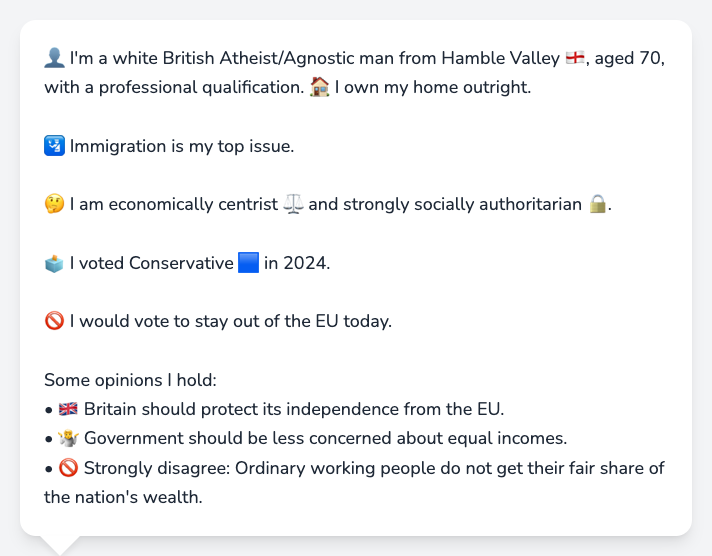 👤 I'm a white British Atheist/Agnostic man from Hamble Valley 🏴󠁧󠁢󠁥󠁮󠁧󠁿, aged 70,
with a professional qualification. 🏠 I own my home outright.
🛂 Immigration is my top issue.
🤔 I am economically centrist ⚖️ and strongly socially authoritarian 🔒.
🗳️ I voted Conservative 🟦 in 2024.
🚫 I would vote to stay out of the EU today.
Some opinions I hold:
• 🇬🇧 Britain should protect its independence from the EU.
• 🤷 Government should be less concerned about equal incomes.
• 🚫 Strongly disagree: Ordinary working people do not get their fair share of
the nation's wealth.